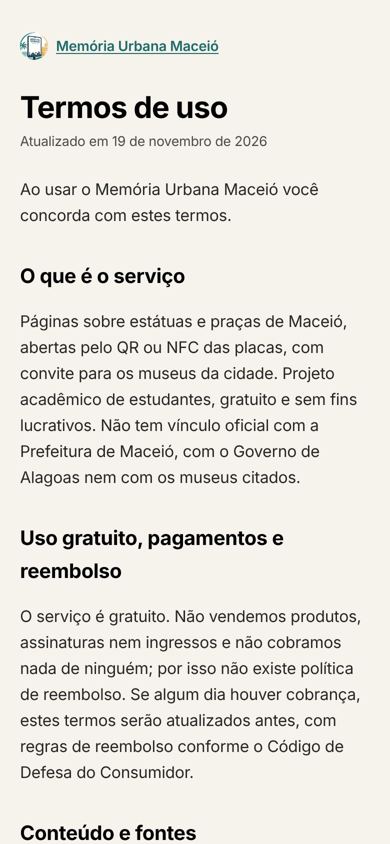 Memória Urbana Maceió
Termos de uso
Atualizado em 19 de novembro de 2026
Ao usar o Memória Urbana Maceió você
concorda com estes termos.
O que é o serviço
Páginas sobre estátuas e praças de Maceió,
abertas pelo QR ou NFC das placas, com
convite para os museus da cidade. Projeto
acadêmico de estudantes, gratuito e sem fins
lucrativos. Não tem vínculo oficial com a
Prefeitura de Maceió, com o Governo de
Alagoas nem com os museus citados.
Uso gratuito, pagamentos e
reembolso
O serviço é gratuito. Não vendemos produtos,
assinaturas nem ingressos e não cobramos
nada de ninguém; por isso não existe política
de reembolso. Se algum dia houver cobrança,
estes termos serão atualizados antes, com
regras de reembolso conforme o Código de
Defesa do Consumidor.
Conteúdo e fontes